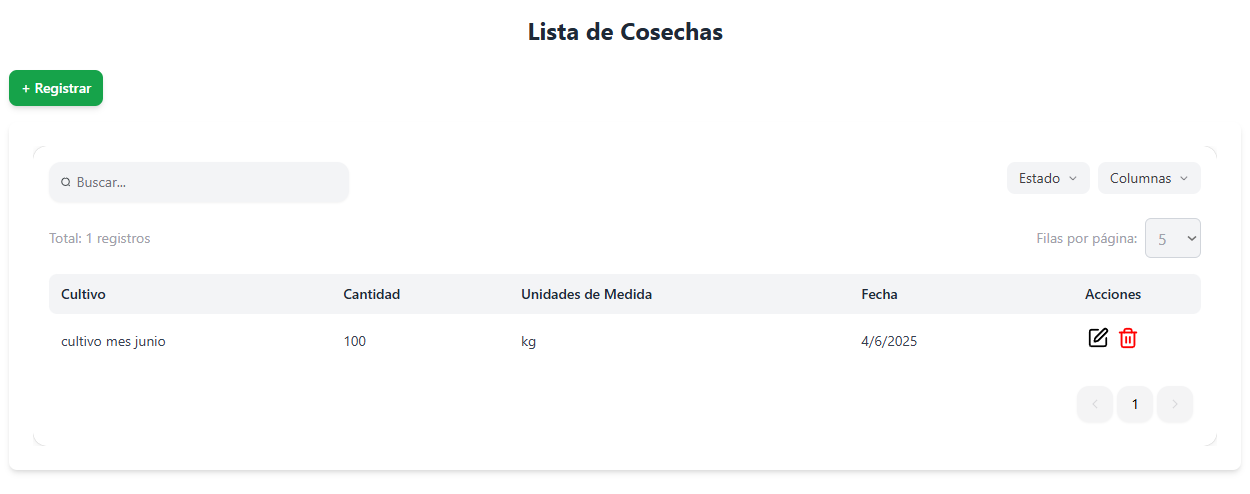 Lista de Cosechas
+ Registrar
Buscar...
Estado
Columnas
Total: 1 registros
Filas por página: 5
Cultivo Cantidad Unidades de Medida Fecha Acciones
cultivo mes junio 100 kg 4/6/2025
1